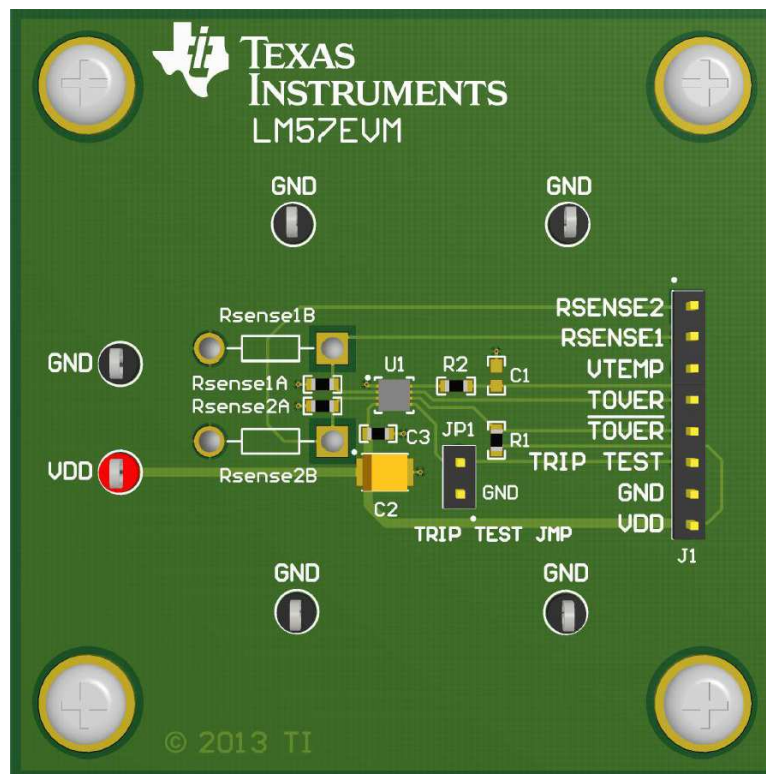 TEXAS
INSTRUMENTS
LM57EVM
GND
GND
RSENSE2
Rsense1B
RSENSE1
GND
U1
R2
C1
VTEMP
Rsense1A
Rsense2A
TOVER
JP1
TOVER
C3
R1
VDD
Rsense2B
TRIP TEST
GND
GND
C2
VDD
TRIP TEST JMP
J1
GND
GND
© 2013 TI